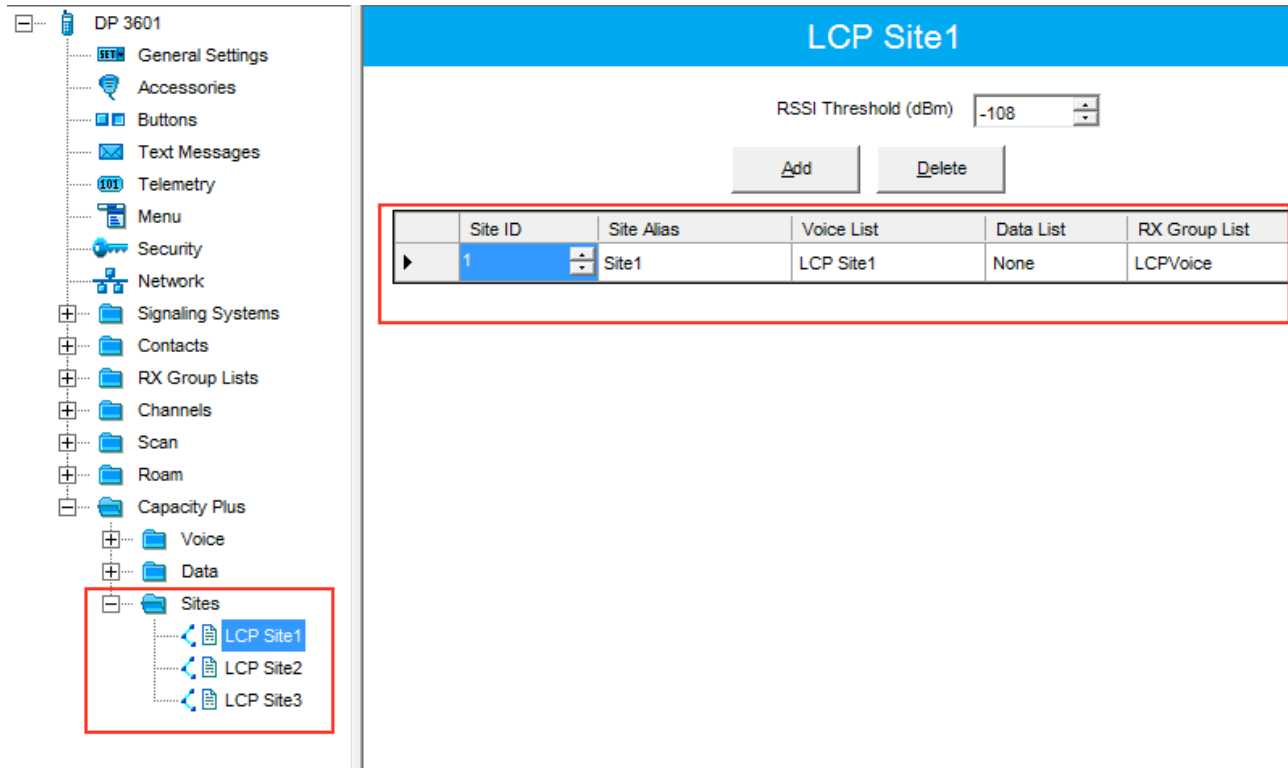 DP 3601
SET General Settings
Accessories
Buttons
Text Messages
101 Telemetry
Menu
Security
Network
Signaling Systems
Contacts
RX Group Lists
Channels
Scan
Roam
Capacity Plus
Voice
Data
Sites
LCP Site1
LCP Site2
LCP Site3
LCP Site1
RSSI Threshold (dBm) -108
Add Delete
Site ID Site Alias Voice List Data List RX Group List
1 Site1 LCP Site1 None LCPVoice